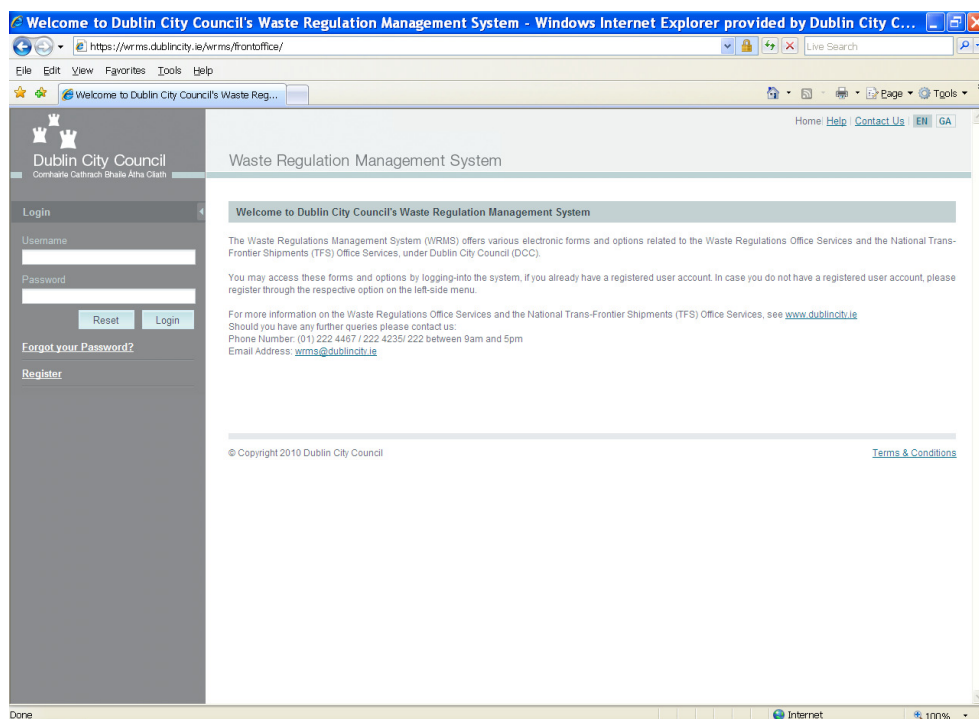 Welcome to Dublin City Council's Waste Regulation Management System - Windows Internet Explorer provided by Dublin City C...
https://wrms.dublincity.ie/wrms/frontoffice/
Live Search
File Edit View Favorites Tools Help
Welcome to Dublin City Council's Waste Reg...
Page Tools
Home Help Contact Us EN GA
Dublin City Council
Comhairle Cathrach Bhaile Átha Cliath
Waste Regulation Management System
Login
Username
Password
Reset Login
Forgot your Password?
Register
Welcome to Dublin City Council's Waste Regulation Management System
The Waste Regulations Management System (WRMS) offers various electronic forms and options related to the Waste Regulations Office Services and the National Trans-
Frontier Shipments (TFS) Office Services, under Dublin City Council (DCC).
You may access these forms and options by logging-into the system, if you already have a registered user account. In case you do not have a registered user account, please
register through the respective option on the left-side menu.
For more information on the Waste Regulations Office Services and the National Trans-Frontier Shipments (TFS) Office Services, see www.dublincity.ie
Should you have any further queries please contact us:
Phone Number: (01) 222 4467 / 222 4235/ 222 between 9am and 5pm
Email Address: wrms@dublincity.ie
© Copyright 2010 Dublin City Council
Terms & Conditions
Done
Internet
100%